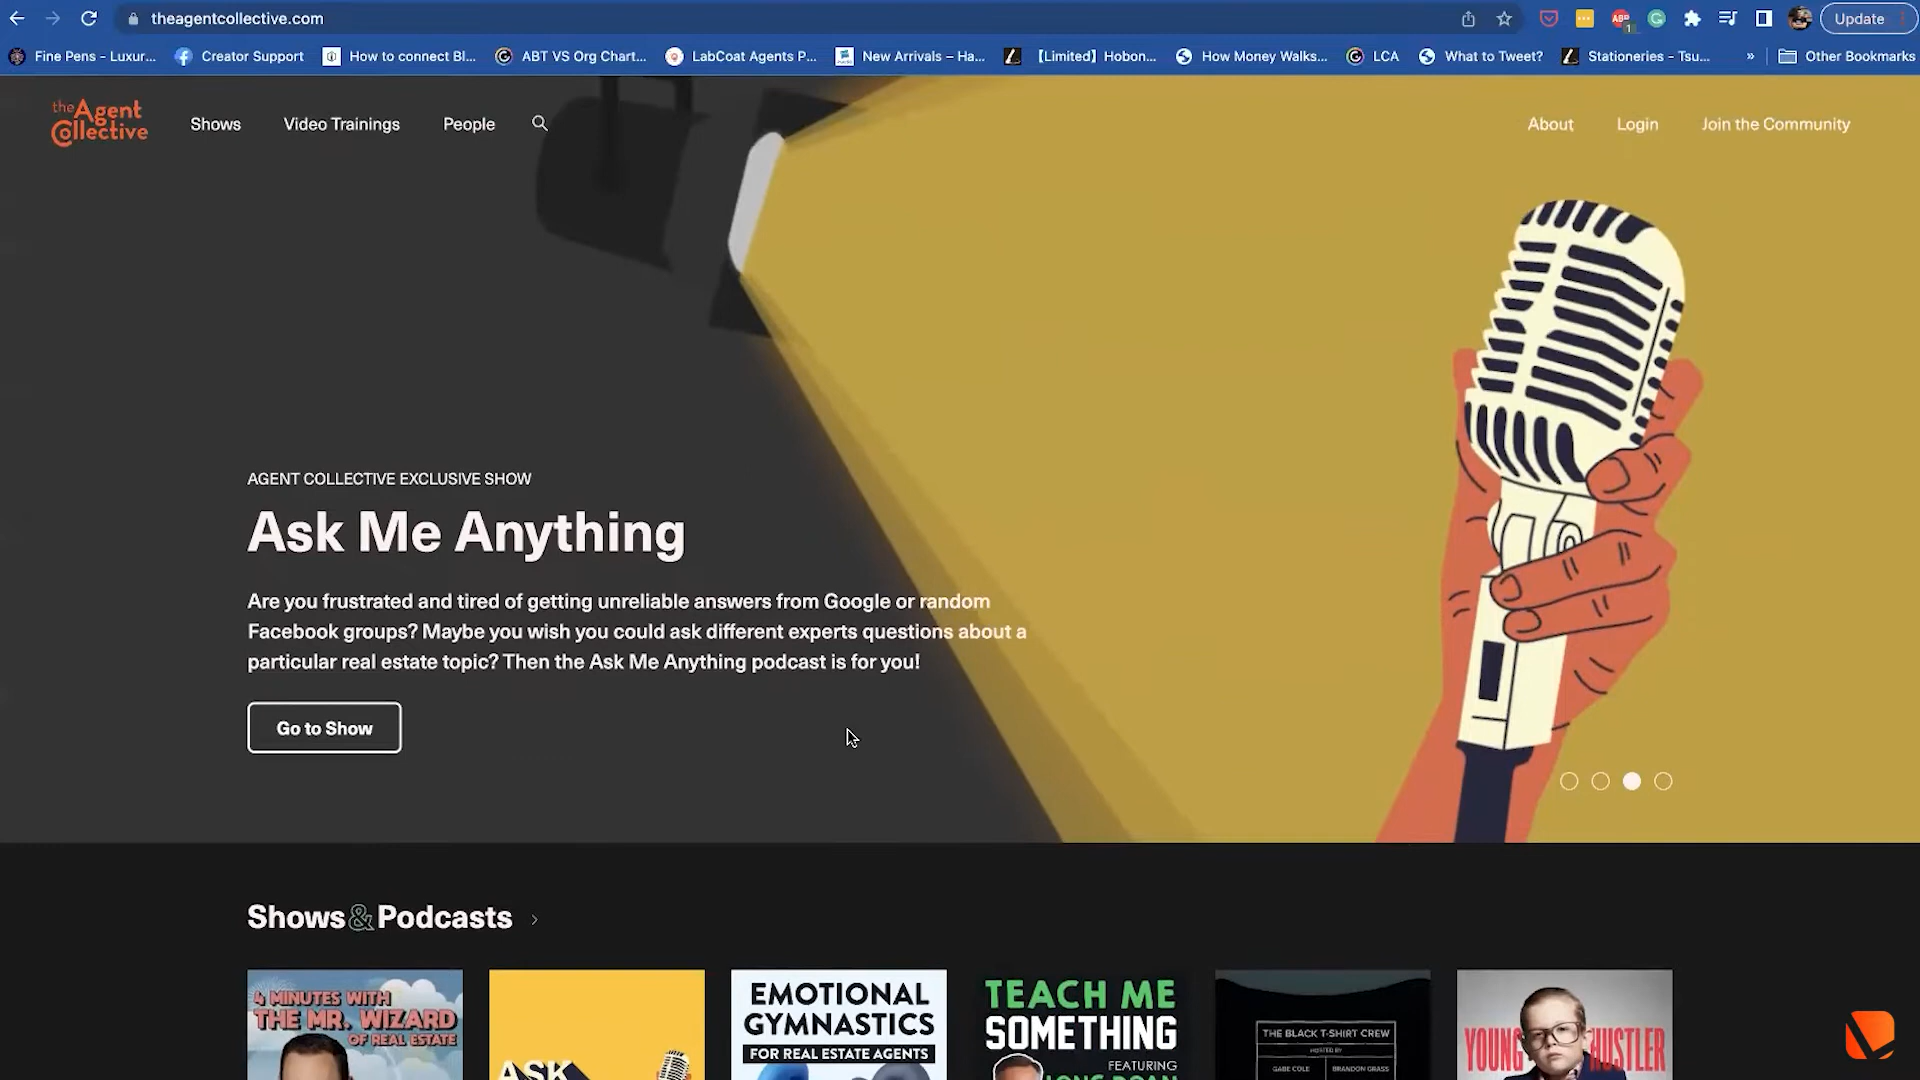 theagentcollective.com
Update
Fine Pens - Luxur...
Creator Support
How to connect Bl...
ABT VS Org Chart...
LabCoat Agents P...
New Arrivals – Ha...
【Limited】Hobon...
How Money Walks...
LCA
What to Tweet?
Stationeries - Tsu...
»
Other Bookmarks
the Agent Collective
Shows
Video Trainings
People
About
Login
Join the Community
AGENT COLLECTIVE EXCLUSIVE SHOW
Ask Me Anything
Are you frustrated and tired of getting unreliable answers from Google or random
Facebook groups? Maybe you wish you could ask different experts questions about a
particular real estate topic? Then the Ask Me Anything podcast is for you!
Go to Show
Shows & Podcasts
4 MINUTES WITH
THE MR. WIZARD
OF REAL ESTATE
ASK
EMOTIONAL
GYMNASTICS
FOR REAL ESTATE AGENTS
TEACH ME
SOMETHING
FEATURING
THE BLACK T-SHIRT CREW
HOSTED BY
GABE COLE
BRANDON GRASS
YOUNG HUSTLER